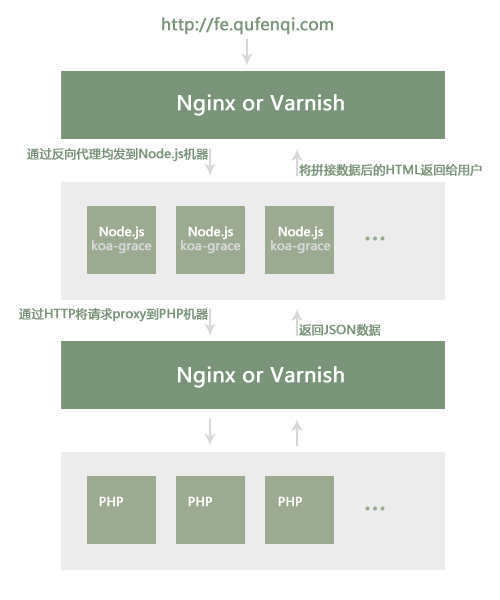 http://fe.qufenqi.com
Nginx or Varnish
通过反向代理均发到Node.js机器
将拼接数据后的HTML返回给用户
Node.js
koa-grace
Node.js
koa-grace
Node.js
koa-grace
...
通过HTTP将请求proxy到PHP机器
返回JSON数据
Nginx or Varnish
PHP
PHP
PHP
...